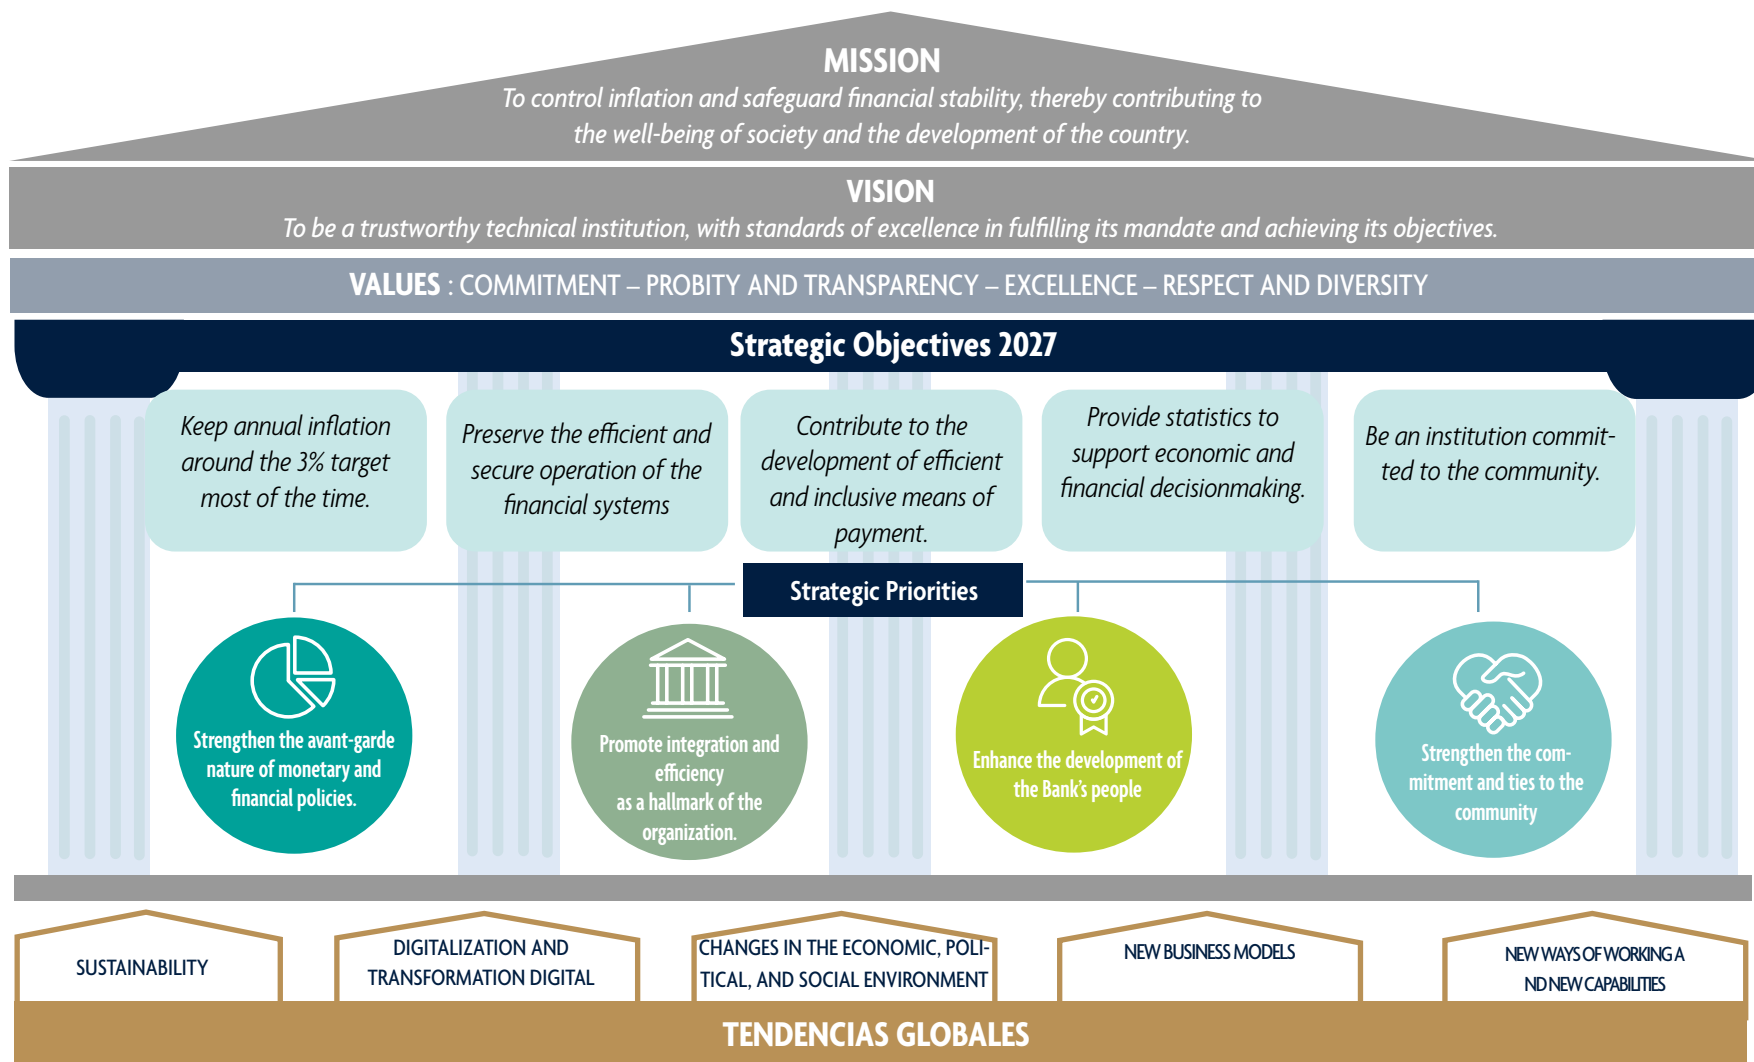 MISSION
To control inflation and safeguard financial stability, thereby contributing to
the well-being of society and the development of the country.
VISION
To be a trustworthy technical institution, with standards of excellence in fulfilling its mandate and achieving its objectives.
VALUES : COMMITMENT – PROBITY AND TRANSPARENCY – EXCELLENCE – RESPECT AND DIVERSITY
Strategic Objectives 2027
Keep annual inflation
around the 3% target
most of the time.
Preserve the efficient and
secure operation of the
financial systems
Contribute to the
development of efficient
and inclusive means of
payment.
Provide statistics to
support economic and
financial decisionmaking.
Be an institution commit-
ted to the community.
Strategic Priorities
Strengthen the avant-garde
nature of monetary and
financial policies.
Promote integration and
efficiency
as a hallmark of the
organization.
Enhance the development of
the Bank's people
Strengthen the com-
mitment and ties to the
community
SUSTAINABILITY
DIGITALIZATION AND
TRANSFORMATION DIGITAL
CHANGES IN THE ECONOMIC, POLI-
TICAL, AND SOCIAL ENVIRONMENT
NEW BUSINESS MODELS
NEW WAYS OF WORKING A
ND NEW CAPABILITIES
TENDENCIAS GLOBALES